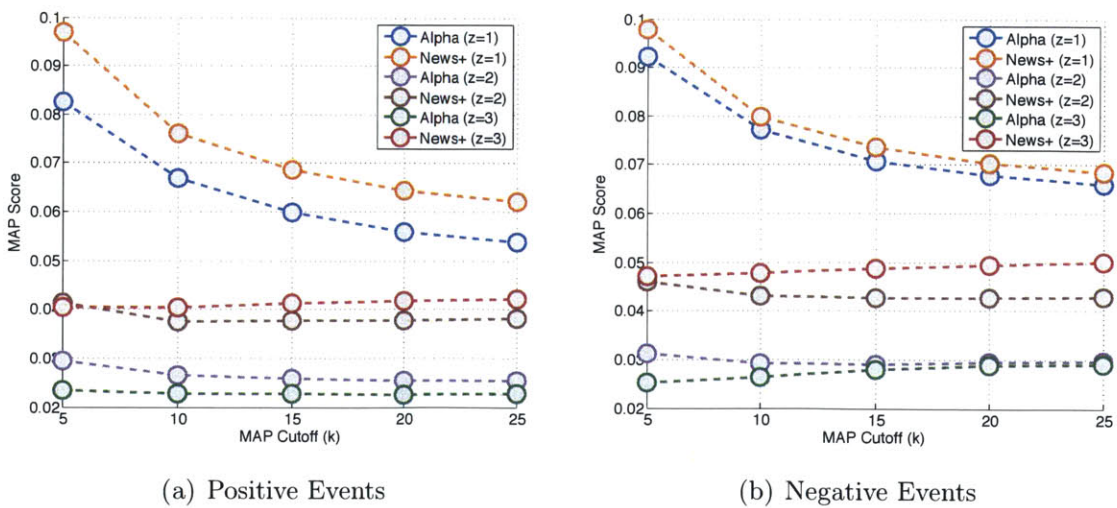 0.1
0.09
0.08
0.07
0.06
0.05
0.04
0.03
0.02
MAP Score
5 10 15 20 25
MAP Cutoff (k)
Alpha (z=1)
News+ (z=1)
Alpha (z=2)
News+ (z=2)
Alpha (z=3)
News+ (z=3)
(a) Positive Events
0.1
0.09
0.08
0.07
0.06
0.05
0.04
0.03
0.02
MAP Score
5 10 15 20 25
MAP Cutoff (k)
Alpha (z=1)
News+ (z=1)
Alpha (z=2)
News+ (z=2)
Alpha (z=3)
News+ (z=3)
(b) Negative Events